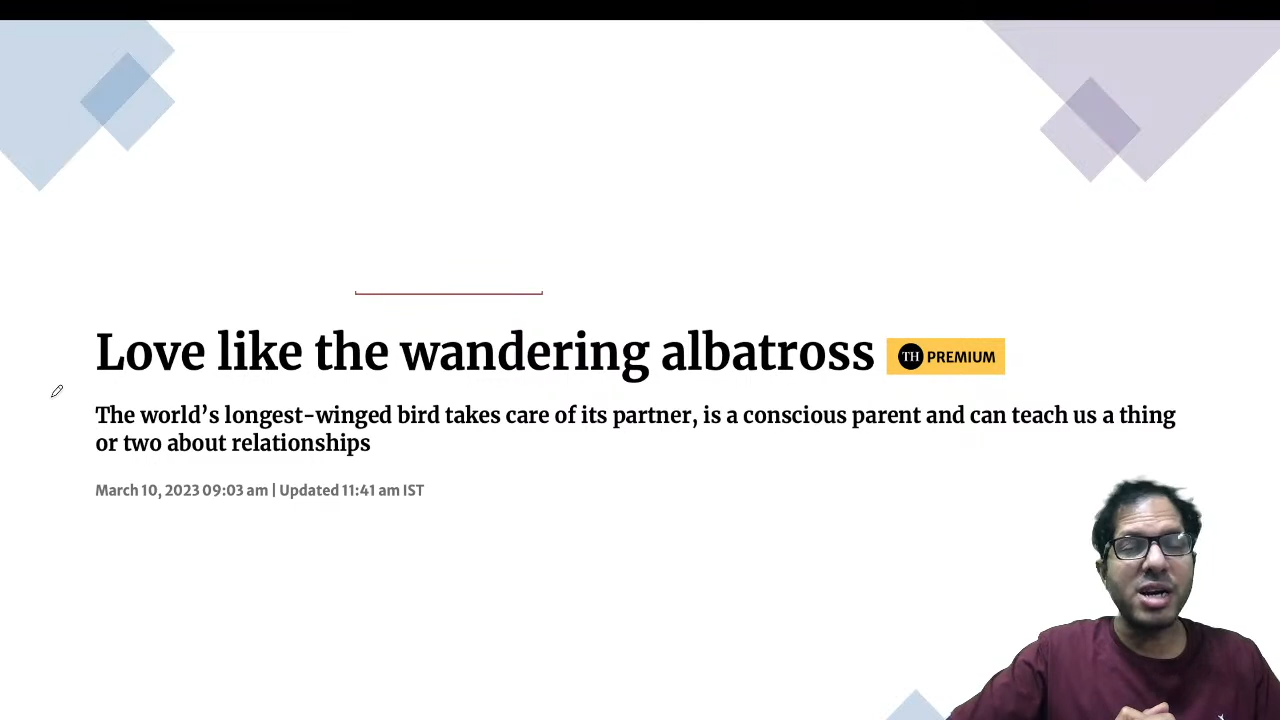 Love like the wandering albatross TH PREMIUM
The world’s longest-winged bird takes care of its partner, is a conscious parent and can teach us a thing
or two about relationships
March 10, 2023 09:03 am | Updated 11:41 am IST